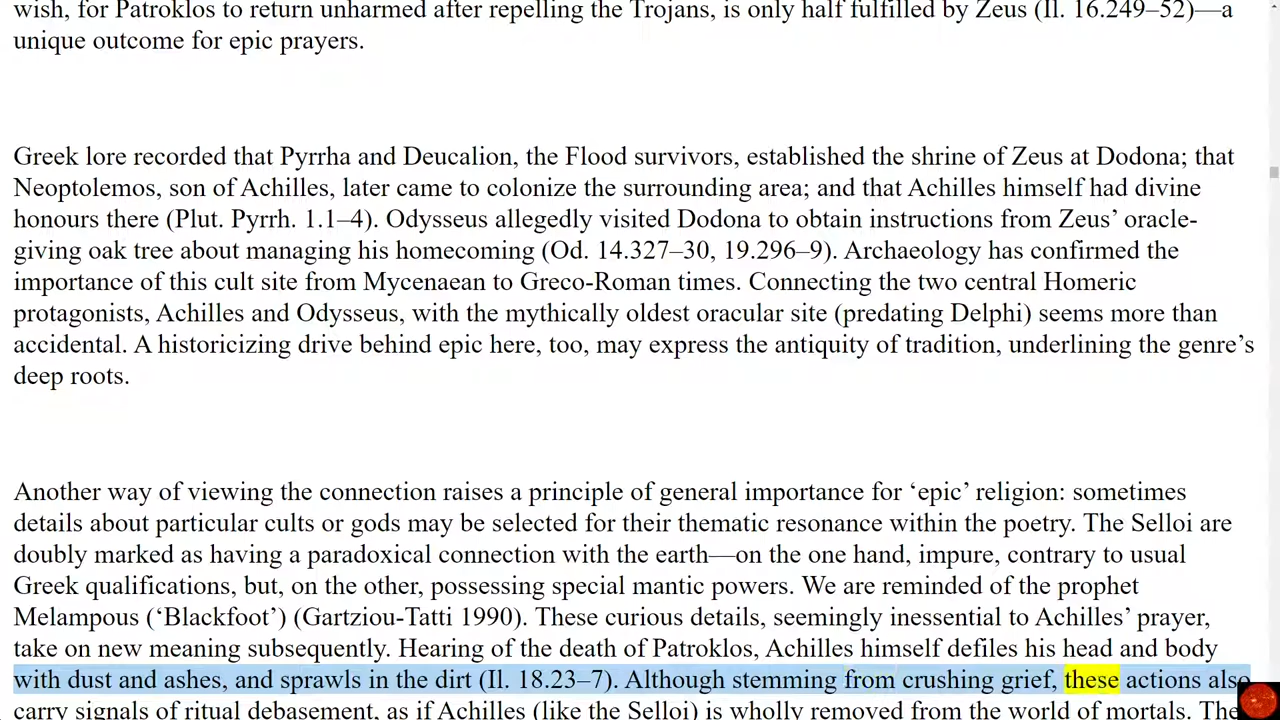 wish, for Patroklos to return unharmed after repelling the Trojans, is only half fulfilled by Zeus (Il. 16.249–52)—a
unique outcome for epic prayers.
Greek lore recorded that Pyrrha and Deucalion, the Flood survivors, established the shrine of Zeus at Dodona; that
Neoptolemos, son of Achilles, later came to colonize the surrounding area; and that Achilles himself had divine
honours there (Plut. Pyrrh. 1.1–4). Odysseus allegedly visited Dodona to obtain instructions from Zeus’ oracle-
giving oak tree about managing his homecoming (Od. 14.327–30, 19.296–9). Archaeology has confirmed the
importance of this cult site from Mycenaean to Greco-Roman times. Connecting the two central Homeric
protagonists, Achilles and Odysseus, with the mythically oldest oracular site (predating Delphi) seems more than
accidental. A historicizing drive behind epic here, too, may express the antiquity of tradition, underlining the genre’s
deep roots.
Another way of viewing the connection raises a principle of general importance for ‘epic’ religion: sometimes
details about particular cults or gods may be selected for their thematic resonance within the poetry. The Selloi are
doubly marked as having a paradoxical connection with the earth—on the one hand, impure, contrary to usual
Greek qualifications, but, on the other, possessing special mantic powers. We are reminded of the prophet
Melampous (‘Blackfoot’) (Gartziou-Tatti 1990). These curious details, seemingly inessential to Achilles’ prayer,
take on new meaning subsequently. Hearing of the death of Patroklos, Achilles himself defiles his head and body
with dust and ashes, and sprawls in the dirt (Il. 18.23–7). Although stemming from crushing grief, these actions also
carry signals of ritual debasement, as if Achilles (like the Selloi) is wholly removed from the world of mortals. The